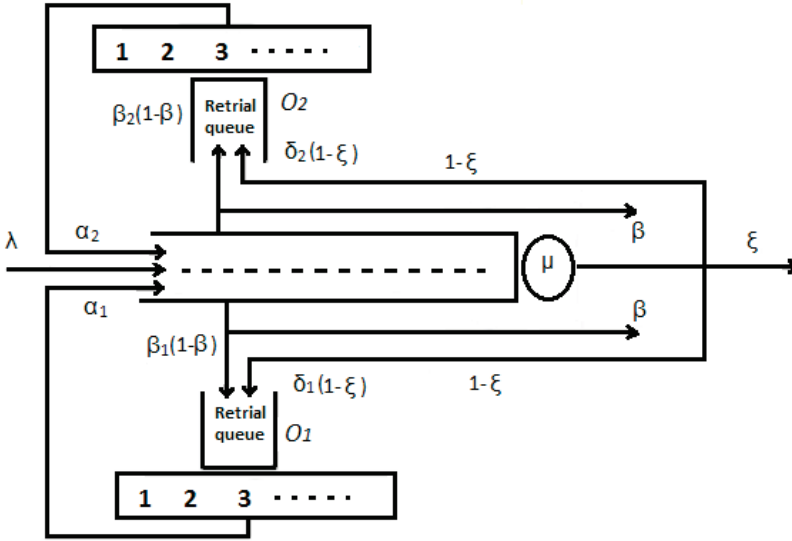 1 2 3 - - - - -
Retrial
queue
O2
β2(1-β)
δ2(1-ξ)
1-ξ
λ
α2
β
ξ
μ
α1
β
β1(1-β)
δ1(1-ξ)
1-ξ
Retrial
queue
O1
1 2 3 - - - - -